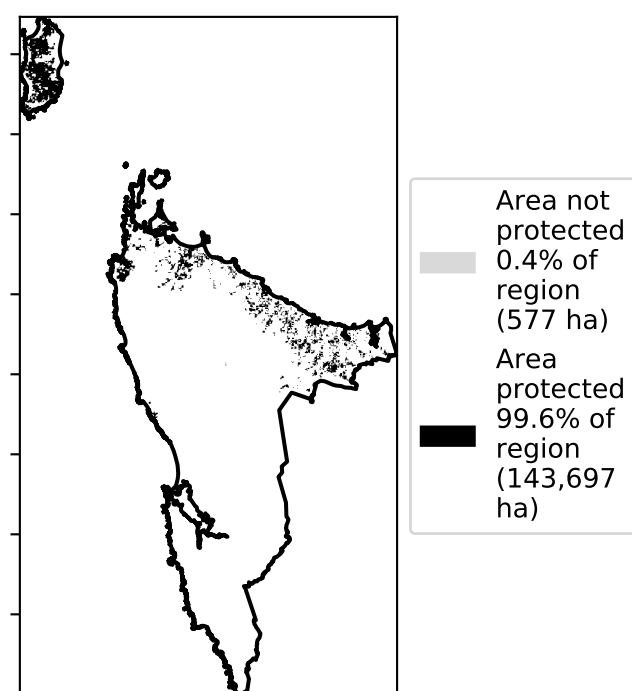 Area not
protected
0.4% of
region
(577 ha)
Area
protected
99.6% of
region
(143,697
ha)